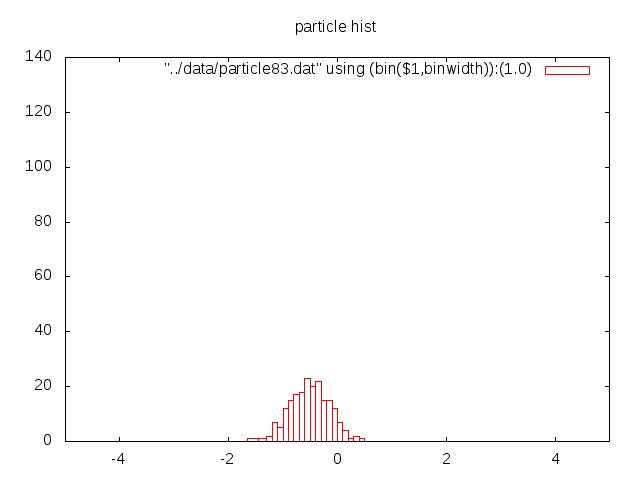 particle hist
140
"../data/particle83.dat" using (bin($1,binwidth)):(1.0)
120
100
80
60
40
20
0
-4 -2 0 2 4